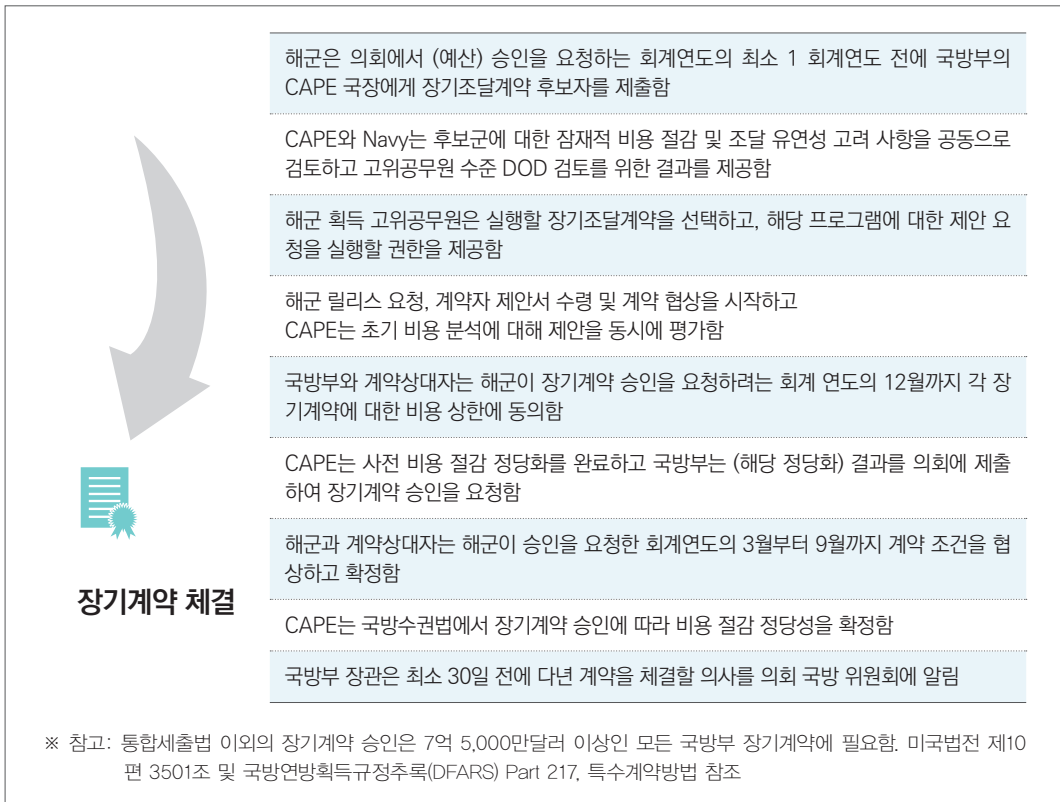 해군은 의회에서 (예산) 승인을 요청하는 회계연도의 최소 1 회계연도 전에 국방부의
CAPE 국장에게 장기조달계약 후보자를 제출함
CAPE와 Navy는 후보군에 대한 잠재적 비용 절감 및 조달 유연성 고려 사항을 공동으로
검토하고 고위공무원 수준 DOD 검토를 위한 결과를 제공함
해군 획득 고위공무원은 실행할 장기조달계약을 선택하고, 해당 프로그램에 대한 제안 요
청을 실행할 권한을 제공함
해군 릴리스 요청, 계약자 제안서 수령 및 계약 협상을 시작하고
CAPE는 초기 비용 분석에 대해 제안을 동시에 평가함
국방부와 계약상대자는 해군이 장기계약 승인을 요청하려는 회계 연도의 12월까지 각 장
기계약에 대한 비용 상한에 동의함
CAPE는 사전 비용 절감 정당화를 완료하고 국방부는 (해당 정당화) 결과를 의회에 제출
하여 장기계약 승인을 요청함
해군과 계약상대자는 해군이 승인을 요청한 회계연도의 3월부터 9월까지 계약 조건을 협
상하고 확정함
장기계약 체결
CAPE는 국방수권법에서 장기계약 승인에 따라 비용 절감 정당성을 확정함
국방부 장관은 최소 30일 전에 다년 계약을 체결할 의사를 의회 국방 위원회에 알림
※ 참고: 통합세출법 이외의 장기계약 승인은 7억 5,000만달러 이상인 모든 국방부 장기계약에 필요함. 미국법전 제10
편 3501조 및 국방연방획득규정추록(DFARS) Part 217, 특수계약방법 참조